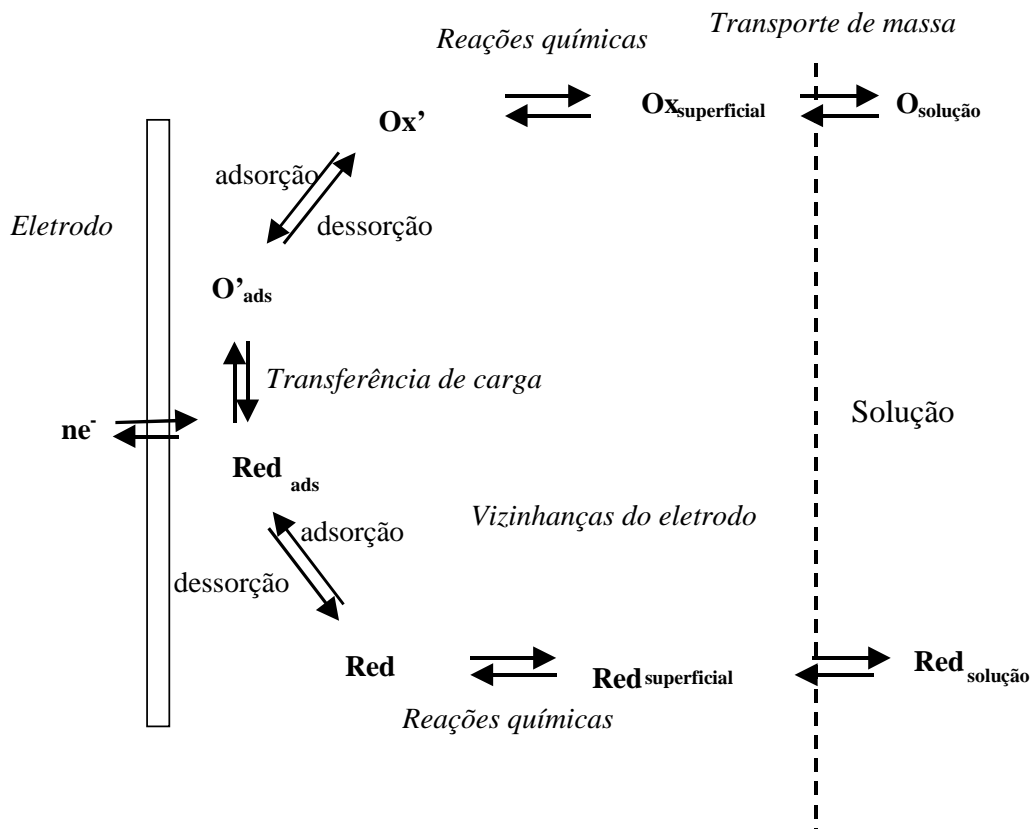 Reações químicas
Transporte de massa
Ox’
Ox superficial
O solução
adsorção
dessorção
Eletrodo
O’ads
Transferência de carga
ne-
Solução
Red ads
Vizinhanças do eletrodo
adsorção
dessorção
Red
Red superficial
Red solução
Reações químicas